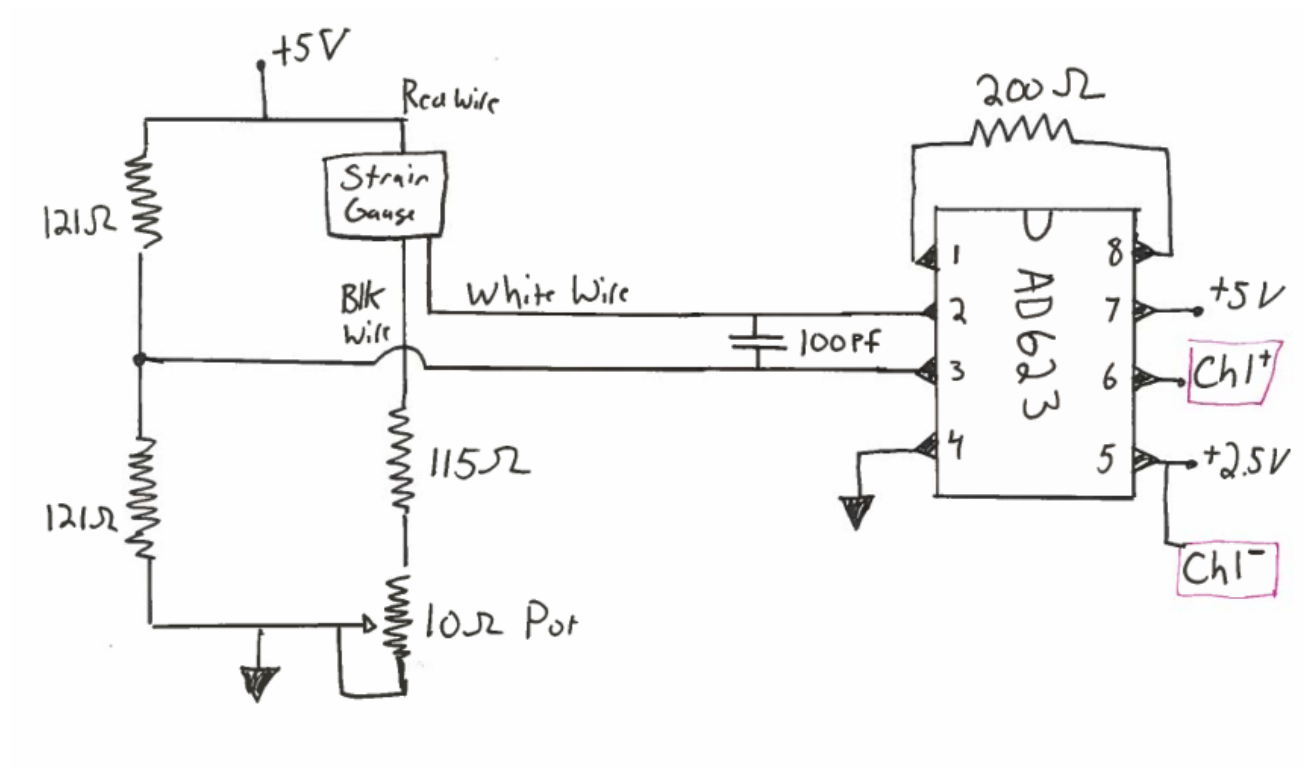 +5V
Red Wire
200Ω
121Ω
Strain
Gauge
1
8
Blk
Wire
White Wire
2
7
+5V
100pf
AD623
3
6
Ch1+
115Ω
4
5
+2.5V
121Ω
Ch1-
10Ω Pot